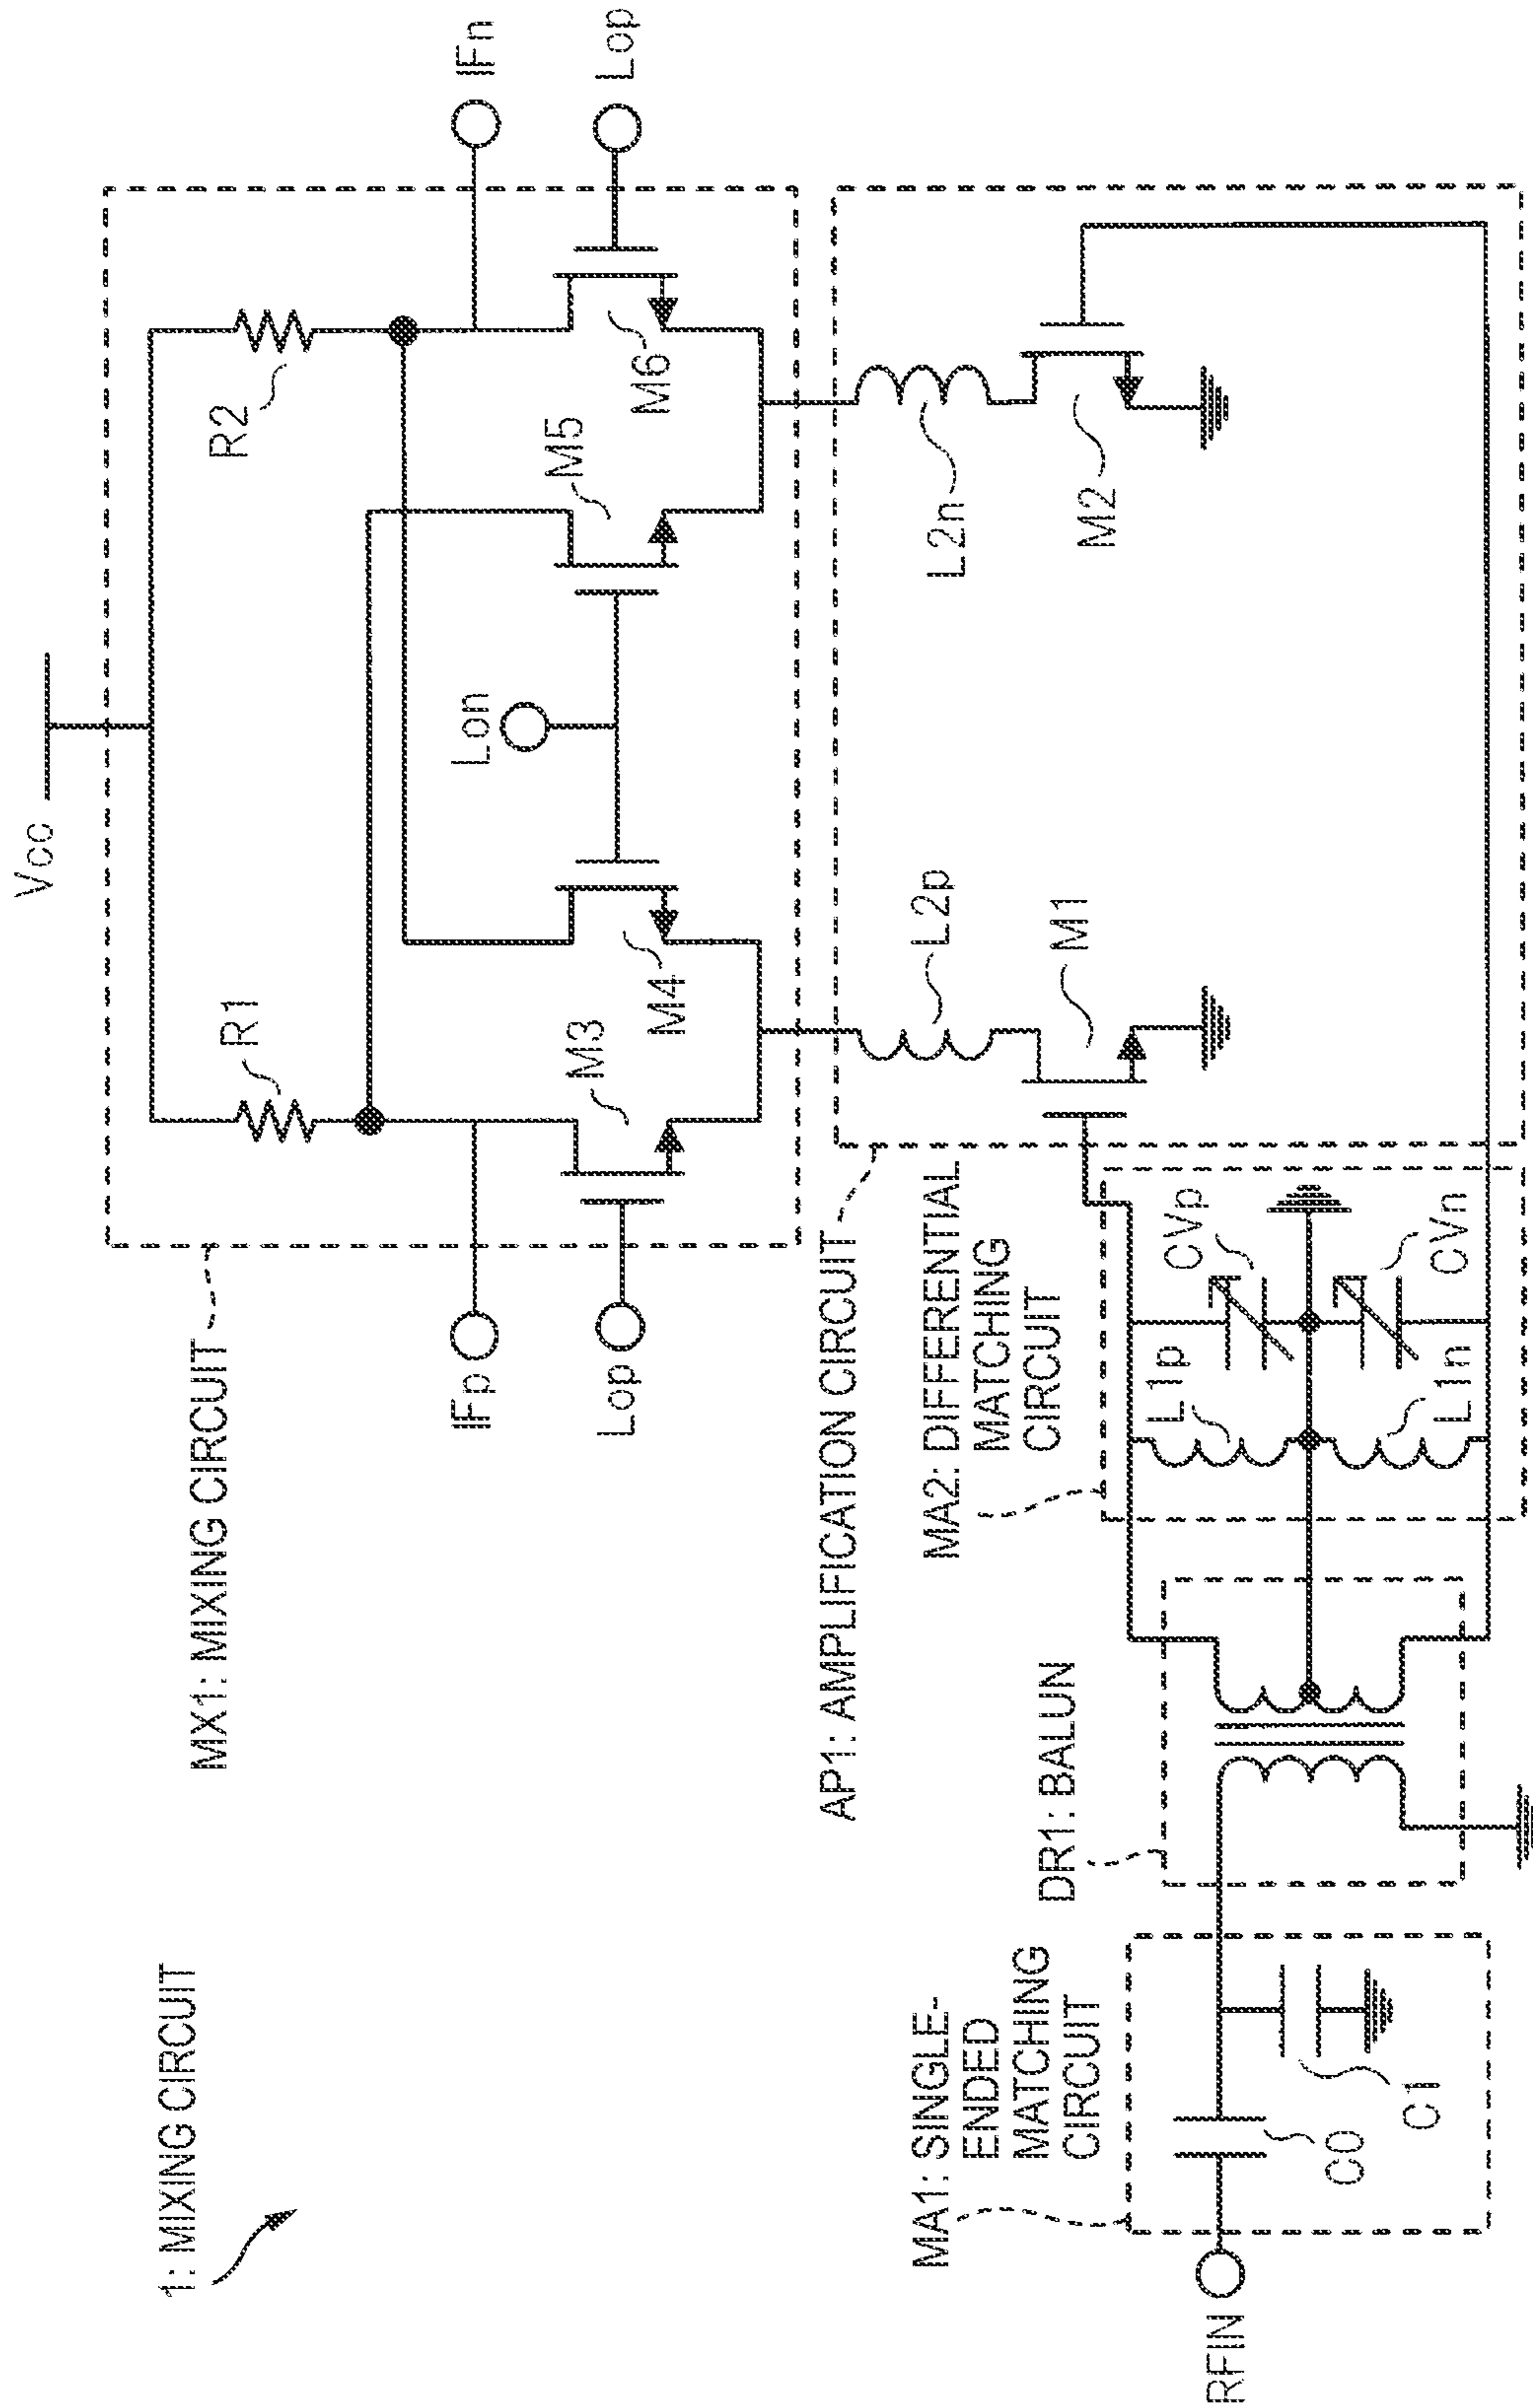 1: MIXING CIRCUIT
MX1: MIXING CIRCUIT
Vcc
R1
R2
IFp
IFn
Lop
Lon
Lop
M3
M4
M5
M6
AP1: AMPLIFICATION CIRCUIT
L2p
L2n
M1
M2
MA2: DIFFERENTIAL
MATCHING
CIRCUIT
CVp
CVn
L1p
L1n
DR1: BALUN
MA1: SINGLE-
ENDED
MATCHING
CIRCUIT
C0
C1
RFIN